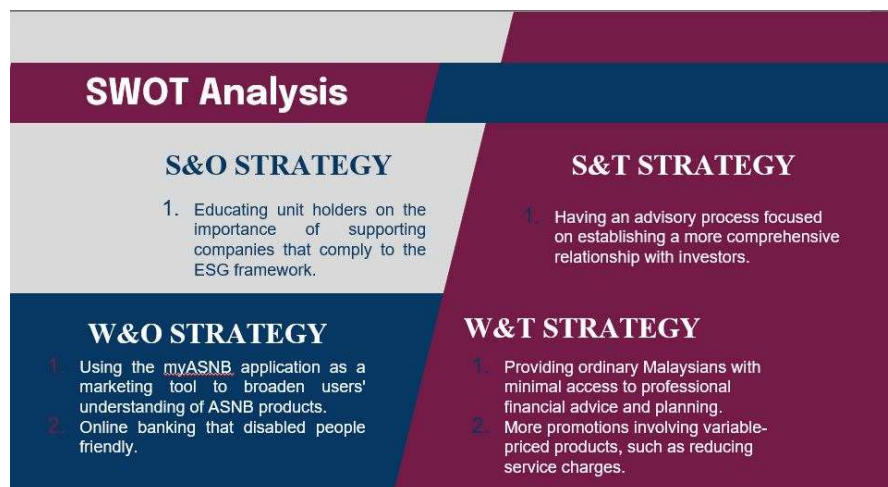 SWOT Analysis
S&O STRATEGY
1. Educating unit holders on the
importance of supporting
companies that comply to the
ESG framework.
S&T STRATEGY
1. Having an advisory process focused
on establishing a more comprehensive
relationship with investors.
W&O STRATEGY
1. Using the myASNB application as a
marketing tool to broaden users'
understanding of ASNB products.
2. Online banking that disabled people
friendly.
W&T STRATEGY
1. Providing ordinary Malaysians with
minimal access to professional
financial advice and planning.
2. More promotions involving variable-
priced products, such as reducing
service charges.